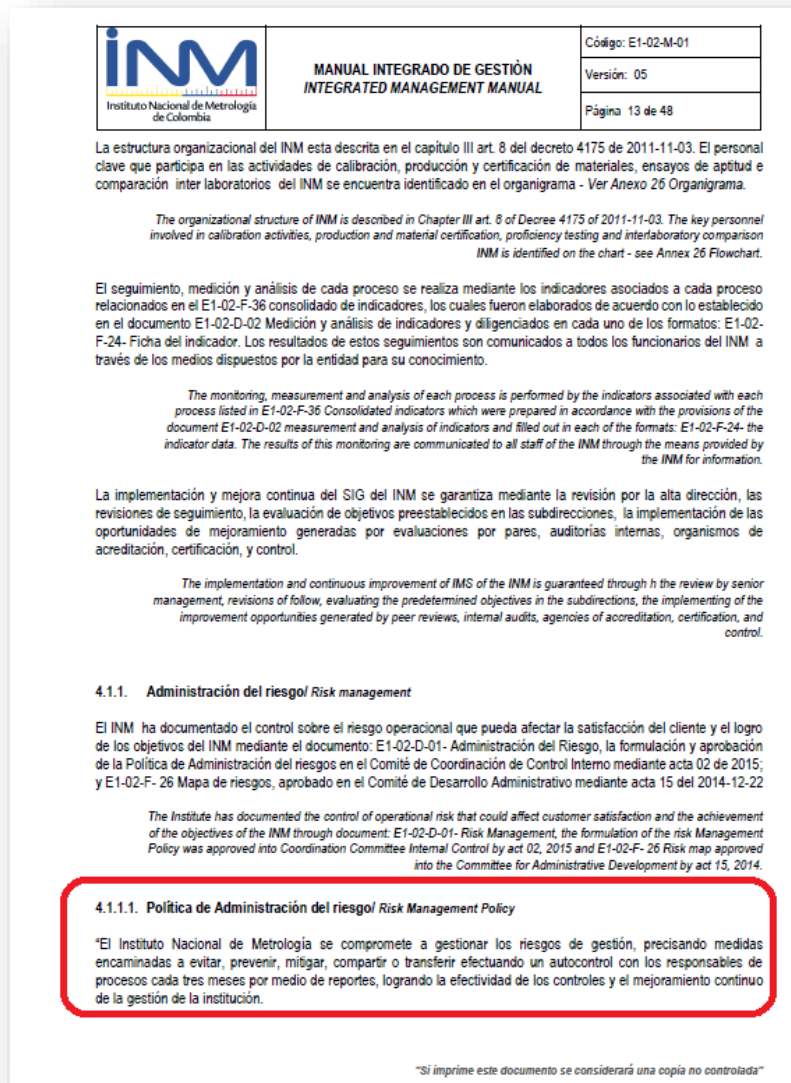 INM
Instituto Nacional de Metrología
de Colombia
MANUAL INTEGRADO DE GESTIÒN
INTEGRATED MANAGEMENT MANUAL
Código: E1-02-M-01
Versión: 05
Página 13 de 48
La estructura organizacional del INM esta descrita en el capítulo III art. 8 del decreto 4175 de 2011-11-03. El personal
clave que participa en las actividades de calibración, producción y certificación de materiales, ensayos de aptitud e
comparación inter laboratorios del INM se encuentra identificado en el organigrama - Ver Anexo 26 Organigrama.
The organizational structure of INM is described in Chapter III art. 8 of Decree 4175 of 2011-11-03. The key personnel
involved in calibration activities, production and material certification, proficiency testing and interlaboratory comparison
INM is identified on the chart - see Annex 26 Flowchart.
El seguimiento, medición y análisis de cada proceso se realiza mediante los indicadores asociados a cada proceso
relacionados en el E1-02-F-36 consolidado de indicadores, los cuales fueron elaborados de acuerdo con lo establecido
en el documento E1-02-D-02 Medición y análisis de indicadores y diligenciados en cada uno de los formatos: E1-02-
F-24- Ficha del indicador. Los resultados de estos seguimientos son comunicados a todos los funcionarios del INM a
través de los medios dispuestos por la entidad para su conocimiento.
The monitoring, measurement and analysis of each process is performed by the indicators associated with each
process listed in E1-02-F-36 Consolidated indicators which were prepared in accordance with the provisions of the
document E1-02-D-02 measurement and analysis of indicators and filled out in each of the formats: E1-02-F-24- the
indicator data. The results of this monitoring are communicated to all staff of the INM through the means provided by
the INM for information.
La implementación y mejora continua del SIG del INM se garantiza mediante la revisión por la alta dirección, las
revisiones de seguimiento, la evaluación de objetivos preestablecidos en las subdirecciones, la implementación de las
oportunidades de mejoramiento generadas por evaluaciones por pares, auditorías internas, organismos de
acreditación, certificación, y control.
The implementation and continuous improvement of IMS of the INM is guaranteed through h the review by senior
management, revisions of follow, evaluating the predetermined objectives in the subdirections, the implementing of the
improvement opportunities generated by peer reviews, internal audits, agencies of accreditation, certification, and
control.
4.1.1. Administración del riesgo/ Risk management
El INM ha documentado el control sobre el riesgo operacional que pueda afectar la satisfacción del cliente y el logro
de los objetivos del INM mediante el documento: E1-02-D-01- Administración del Riesgo, la formulación y aprobación
de la Política de Administración del riesgos en el Comité de Coordinación de Control Interno mediante acta 02 de 2015;
y E1-02-F- 26 Mapa de riesgos, aprobado en el Comité de Desarrollo Administrativo mediante acta 15 del 2014-12-22
The Institute has documented the control of operational risk that could affect customer satisfaction and the achievement
of the objectives of the INM through document: E1-02-D-01- Risk Management, the formulation of the risk Management
Policy was approved into Coordination Committee Internal Control by act 02, 2015 and E1-02-F- 26 Risk map approved
into the Committee for Administrative Development by act 15, 2014.
4.1.1.1. Política de Administración del riesgo/ Risk Management Policy
"El Instituto Nacional de Metrología se compromete a gestionar los riesgos de gestión, precisando medidas
encaminadas a evitar, prevenir, mitigar, compartir o transferir efectuando un autocontrol con los responsables de
procesos cada tres meses por medio de reportes, logrando la efectividad de los controles y el mejoramiento continuo
de la gestión de la institución.
"Si imprime este documento se considerará una copia no controlada"